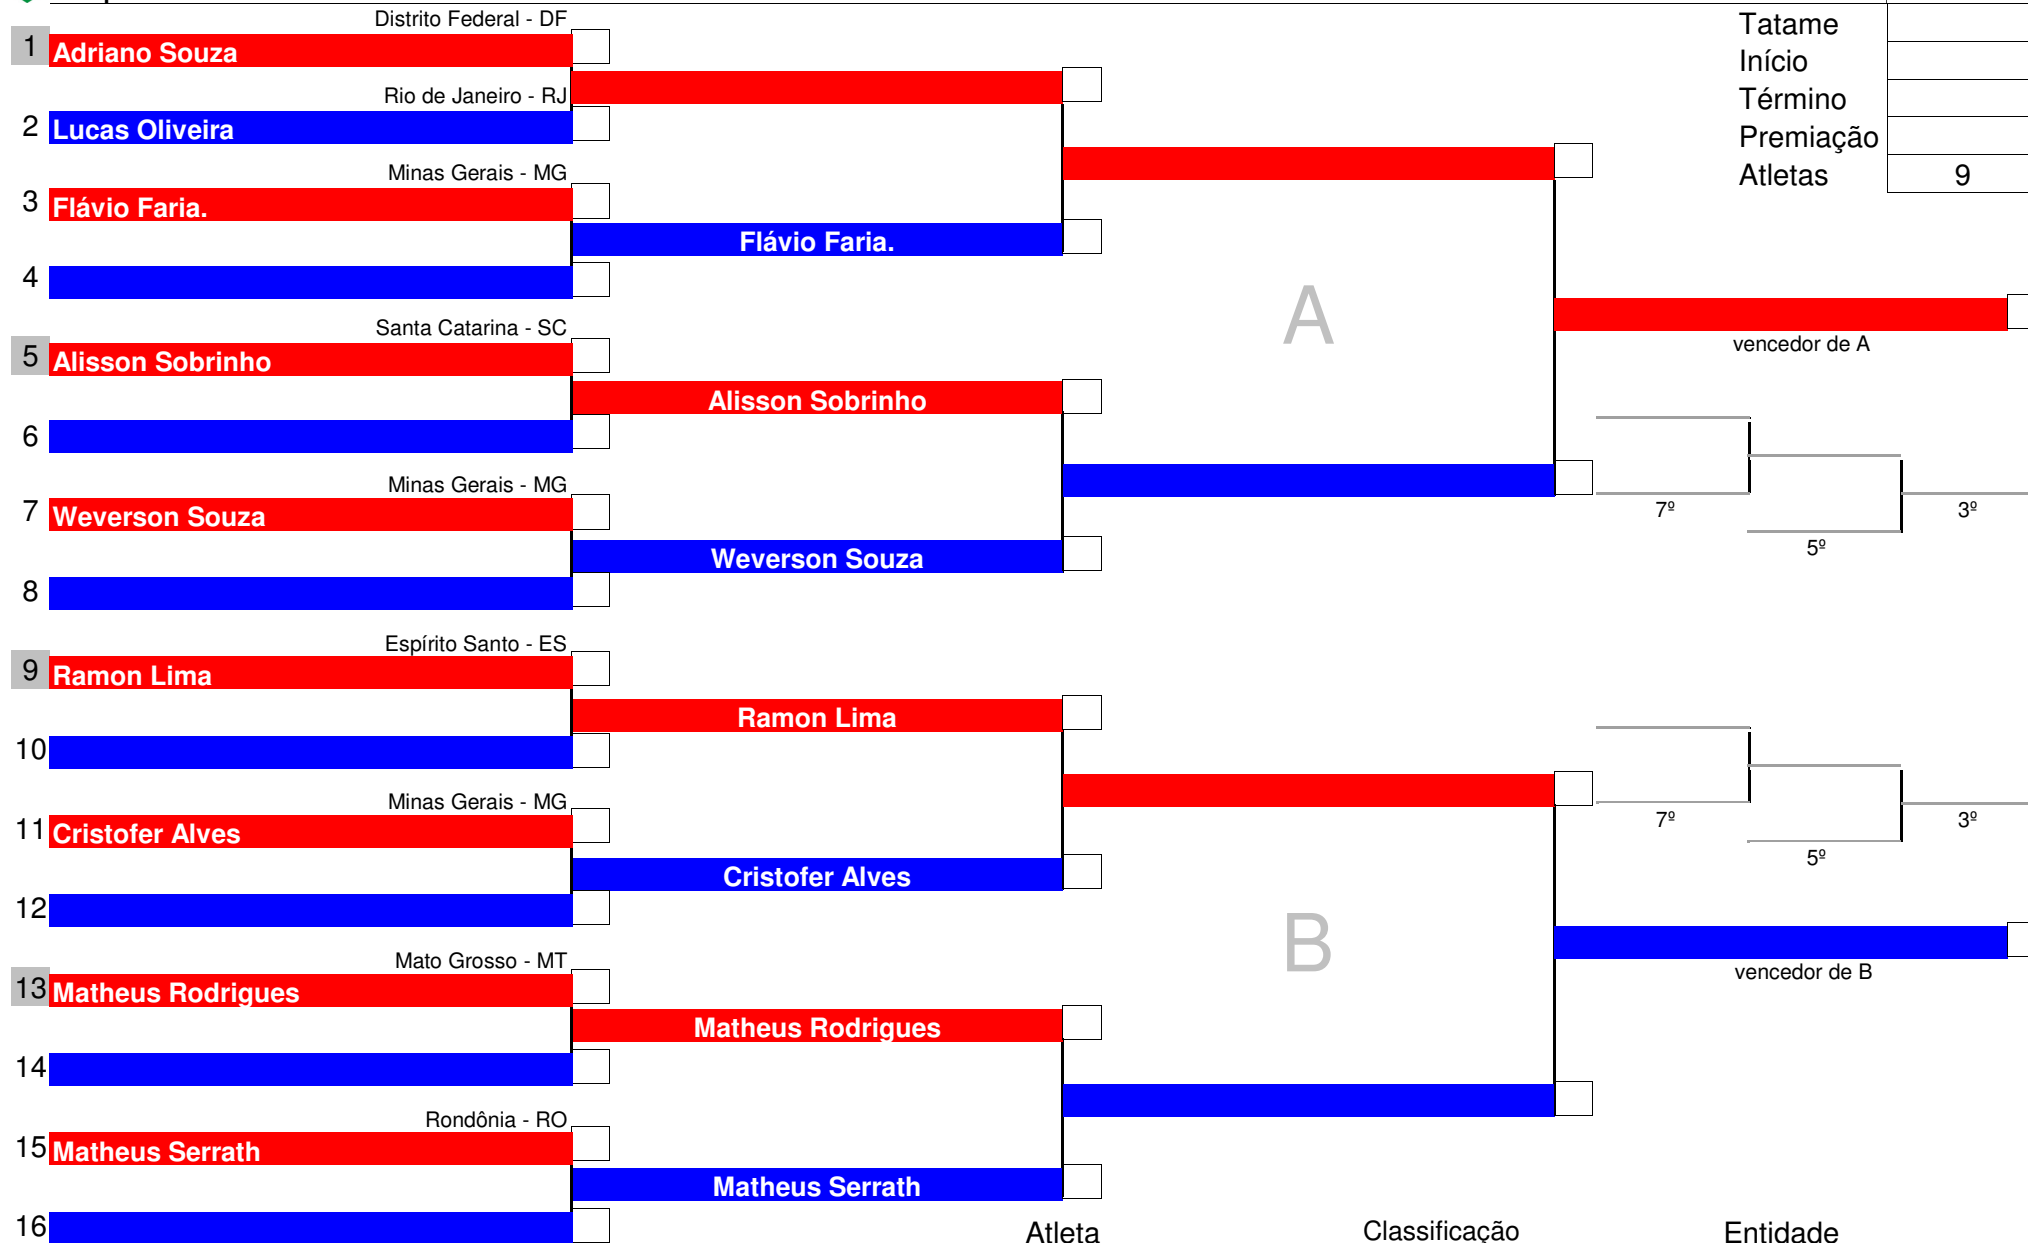 Distrito Federal - DF
1 Adriano Souza
Rio de Janeiro - RJ
2 Lucas Oliveira
Minas Gerais - MG
3 Flávio Faria.
Flávio Faria.
4
Santa Catarina - SC
5 Alisson Sobrinho
Alisson Sobrinho
6
Minas Gerais - MG
7 Weverson Souza
Weverson Souza
8
Espírito Santo - ES
9 Ramon Lima
Ramon Lima
10
Minas Gerais - MG
11 Cristofer Alves
Cristofer Alves
12
Mato Grosso - MT
13 Matheus Rodrigues
Matheus Rodrigues
14
Rondônia - RO
15 Matheus Serrath
Matheus Serrath
16
A
B
Tatame
Início
Término
Premiação
Atletas 9
vencedor de A
7º
3º
5º
7º
3º
5º
vencedor de B
Atleta Classificação Entidade